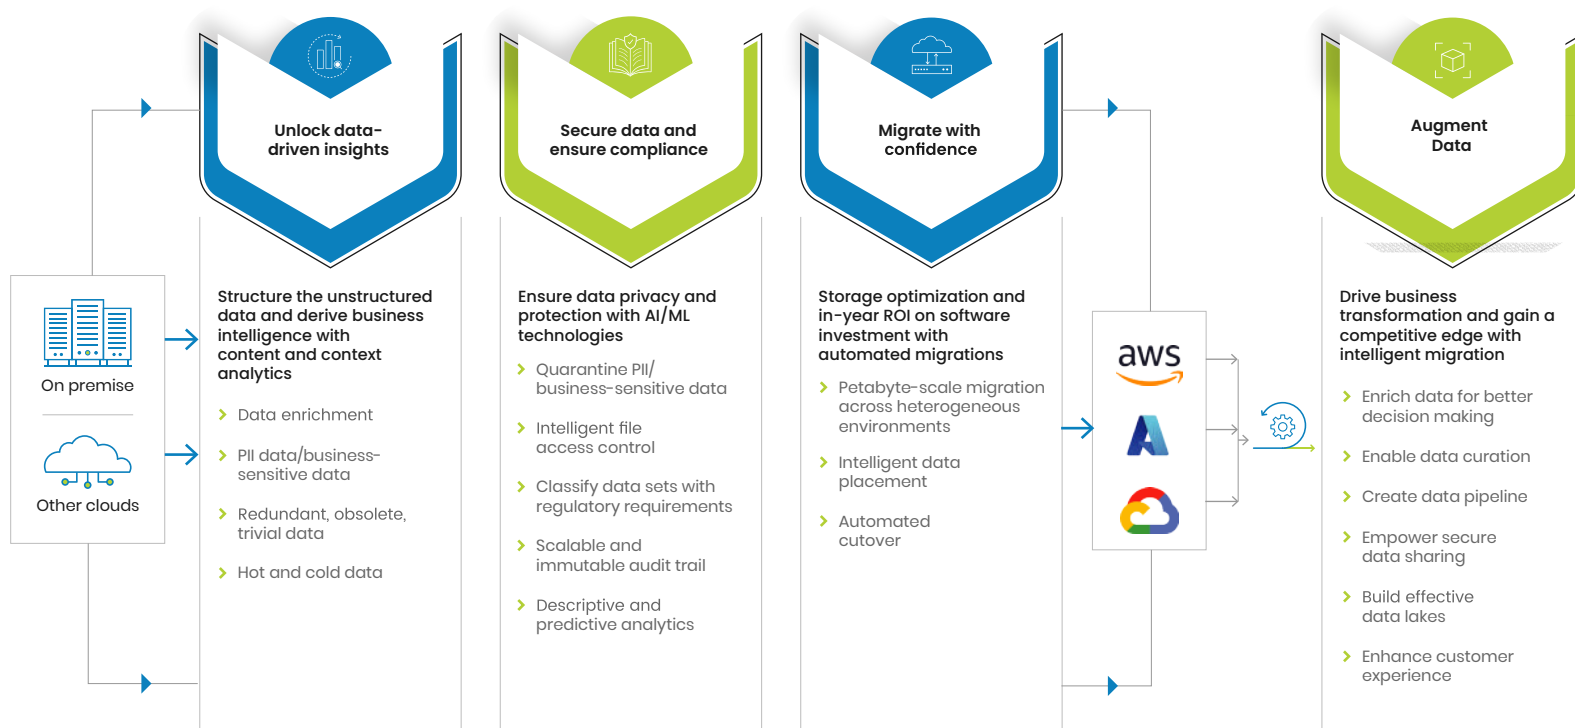 On premise
Other clouds
Unlock data-
driven insights
Structure the unstructured
data and derive business
intelligence with
content and context
analytics
Data enrichment
PII data/business-
sensitive data
Redundant, obsolete,
trivial data
Hot and cold data
Secure data and
ensure compliance
Ensure data privacy and
protection with AI/ML
technologies
Quarantine PII/
business-sensitive data
Intelligent file
access control
Classify data sets with
regulatory requirements
Scalable and
immutable audit trail
Descriptive and
predictive analytics
Migrate with
confidence
Storage optimization and
in-year ROI on software
investment with
automated migrations
Petabyte-scale migration
across heterogeneous
environments
Intelligent data
placement
Automated
cutover
aws
Augment
Data
Drive business
transformation and gain a
competitive edge with
intelligent migration
Enrich data for better
decision making
Enable data curation
Create data pipeline
Empower secure
data sharing
Build effective
data lakes
Enhance customer
experience